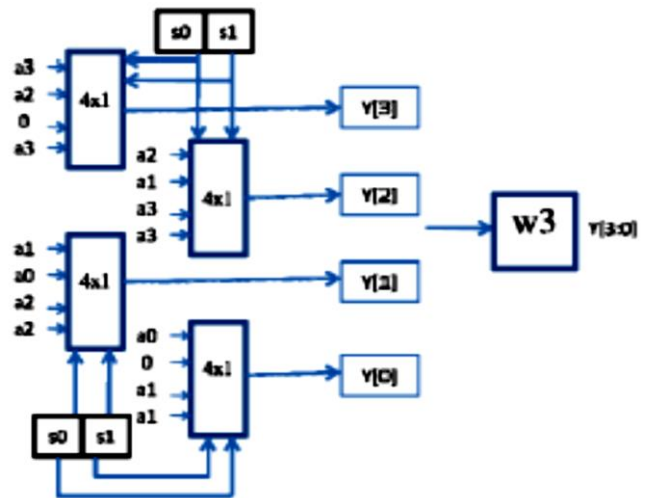 s0 s1
a3
a2
0
a3
4x1
Y[3]
a2
a1
a3
a3
4x1
Y[2]
w3
Y[3:0]
a1
a0
a2
a2
4x1
Y[1]
a0
0
a1
a1
4x1
Y[0]
s0 s1